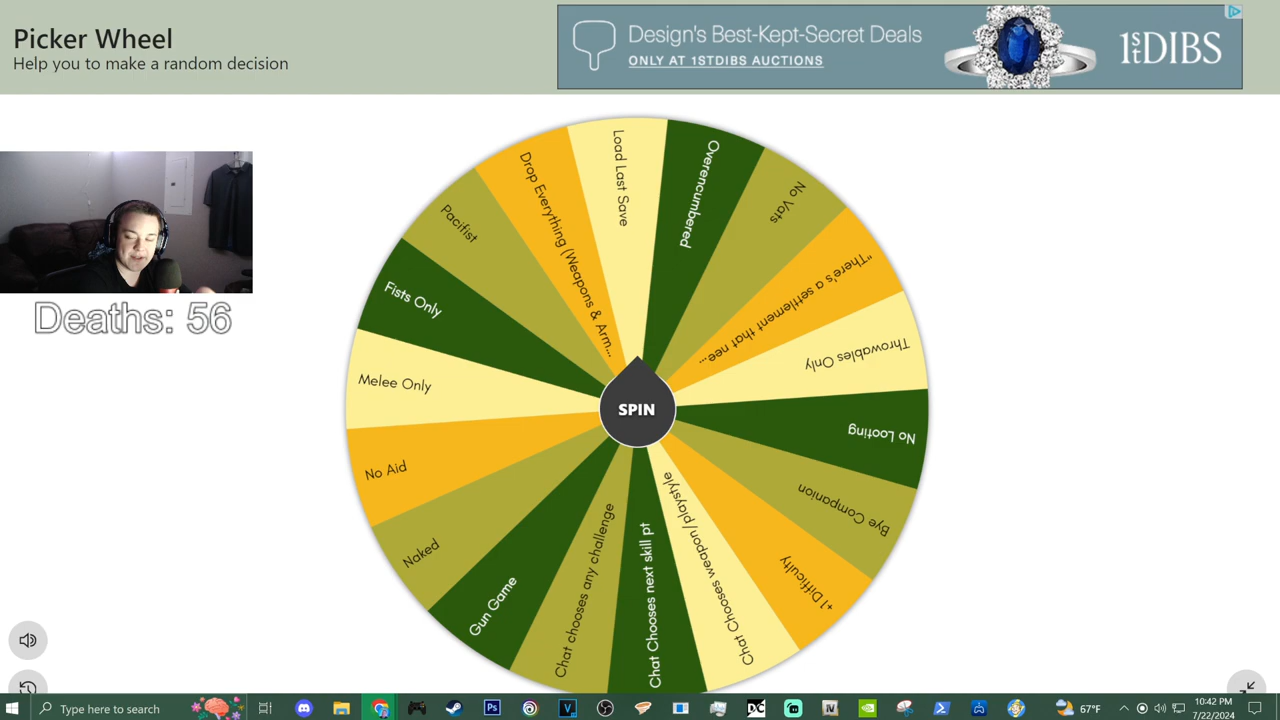 Picker Wheel
Help you to make a random decision
Design's Best-Kept-Secret Deals
ONLY AT 1STDIBS AUCTIONS
1stDIBS
Deaths: 56
Load Last Save
Overencumbered
No Vats
"There's a settlement that nee...
Throwables Only
No Looting
Bye Companion
+1 Difficulty
Chat Chooses weapon/playstyle
Chat Chooses next skill pt
Chat chooses any challenge
Gun Game
Naked
No Aid
Melee Only
Fists Only
Pacifist
Drop Everything (Weapons & Arm...
SPIN
Type here to search
67°F
10:42 PM
7/22/2024